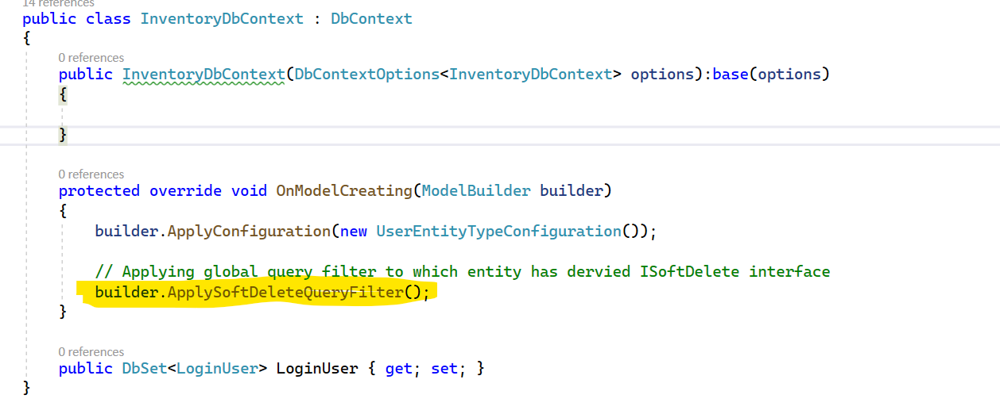 14 references
public class InventoryDbContext : DbContext
{
0 references
public InventoryDbContext(DbContextOptions<InventoryDbContext> options):base(options)
{
}
0 references
protected override void OnModelCreating(ModelBuilder builder)
{
builder.ApplyConfiguration(new UserEntityTypeConfiguration());
// Applying global query filter to which entity has dervied ISoftDelete interface
builder.ApplySoftDeleteQueryFilter();
}
0 references
public DbSet<LoginUser> LoginUser { get; set; }
}